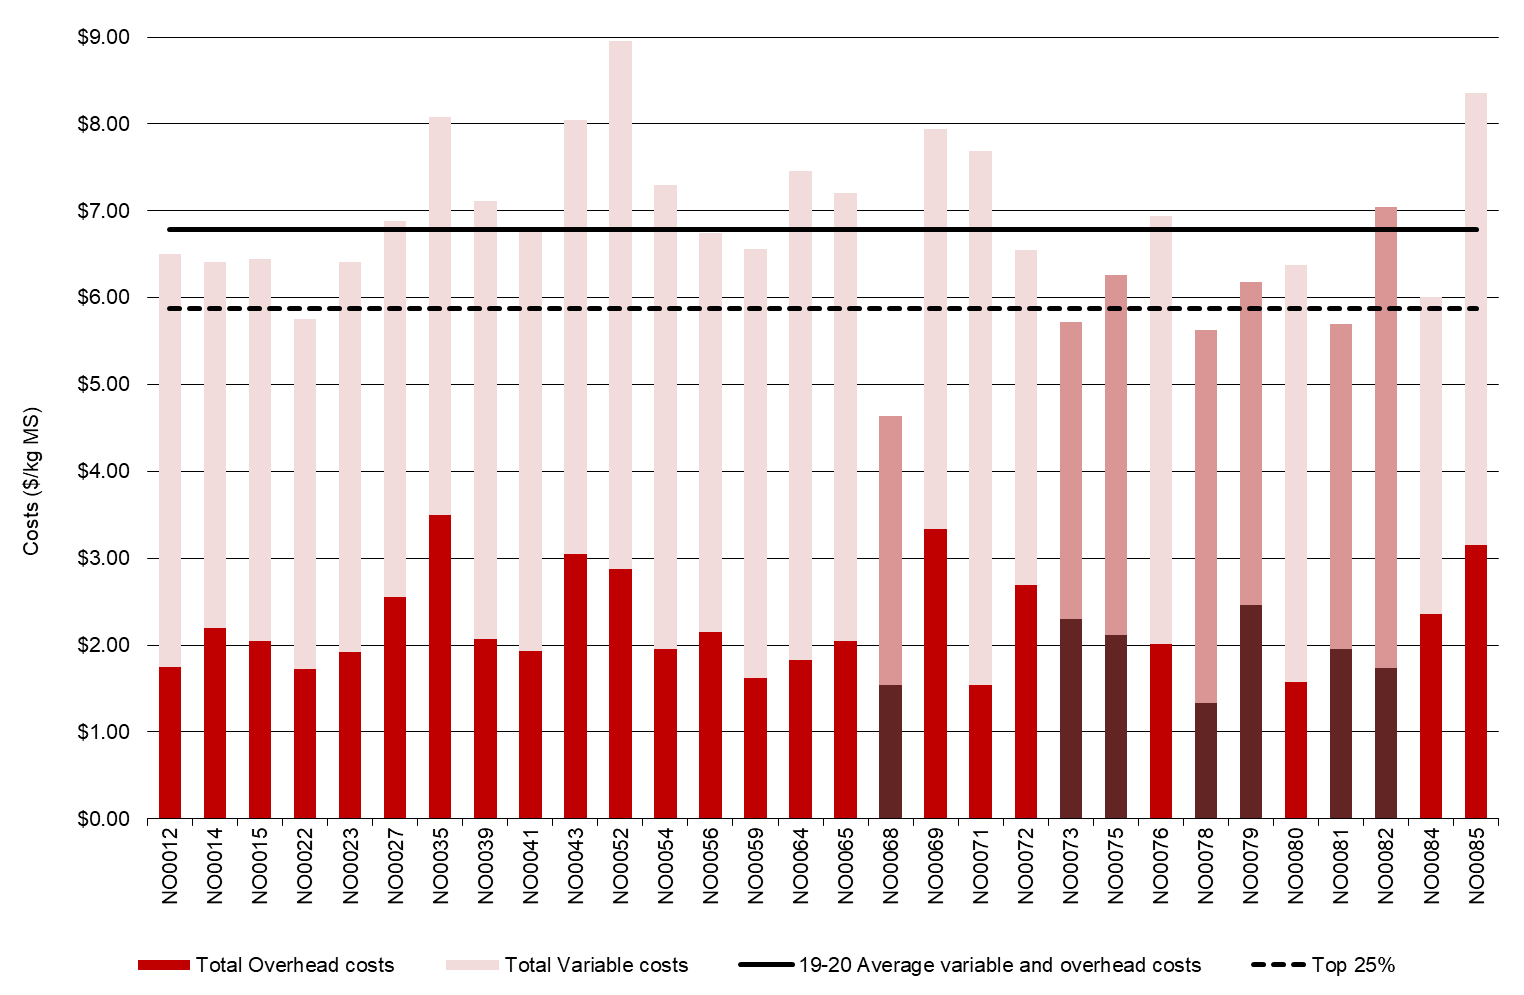 $9.00
$8.00
$7.00
$6.00
$5.00
$4.00
$3.00
$2.00
$1.00
$0.00
Costs ($/kg MS)
NO0012
NO0014
NO0015
NO0022
NO0023
NO0027
NO0035
NO0039
NO0041
NO0043
NO0052
NO0054
NO0056
NO0059
NO0064
NO0065
NO0068
NO0069
NO0071
NO0072
NO0073
NO0075
NO0076
NO0078
NO0079
NO0080
NO0081
NO0082
NO0084
NO0085
Total Overhead costs
Total Variable costs
19-20 Average variable and overhead costs
Top 25%